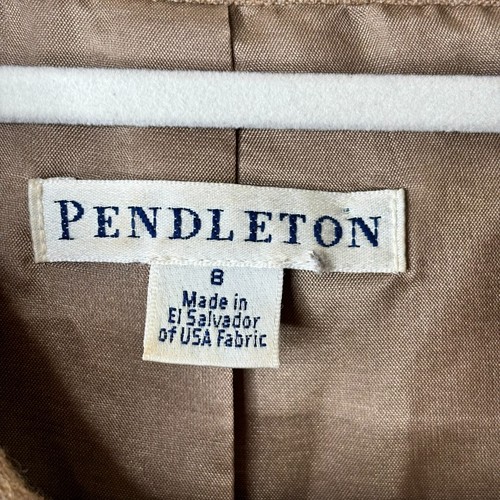 PENDLETON
8
Made in
El Salvador
of USA Fabric